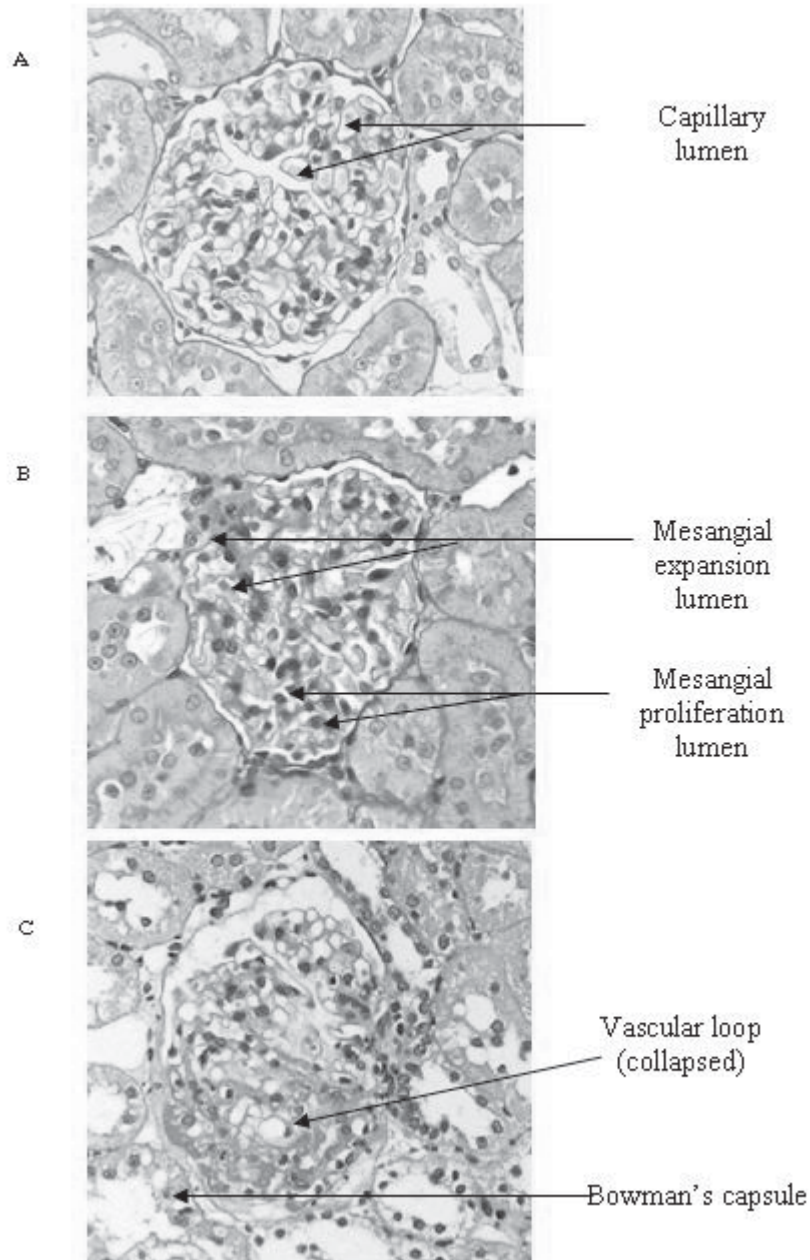 A
Capillary
lumen
B
Mesangial
expansion
lumen
Mesangial
proliferation
lumen
C
Vascular loop
(collapsed)
Bowman's capsule